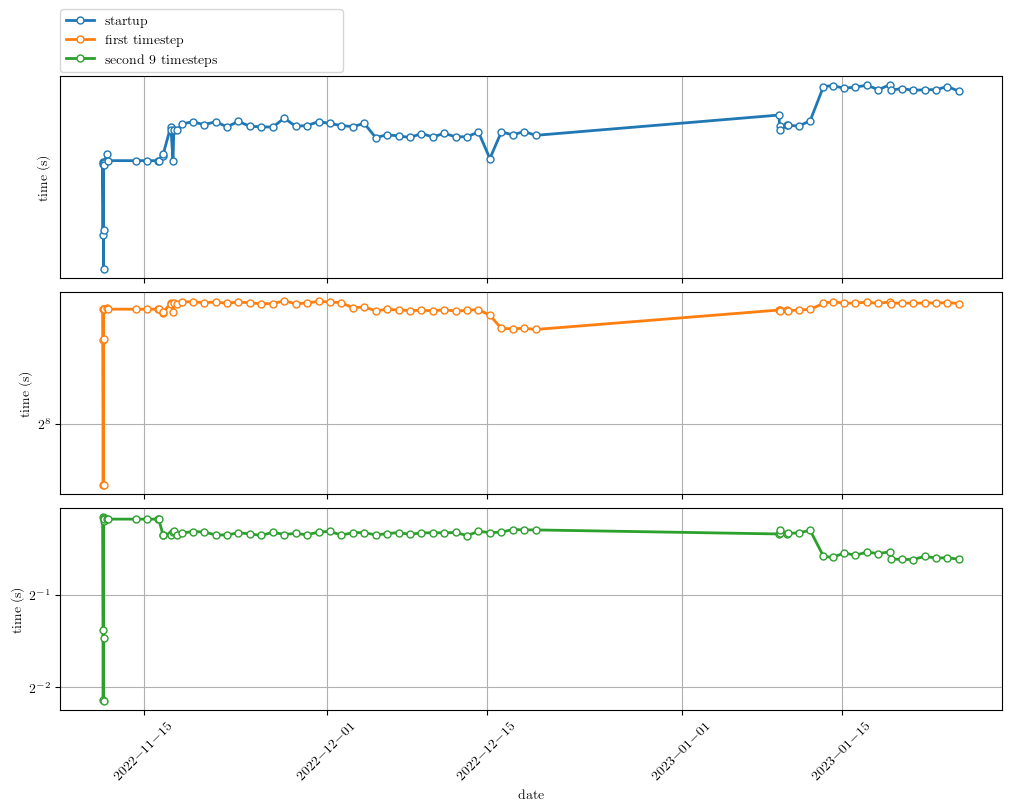 startup
first timestep
second 9 timesteps
time (s)
time (s)
2⁸
time (s)
2⁻¹
2⁻²
2022−11−15
2022−12−01
2022−12−15
2023−01−01
2023−01−15
date